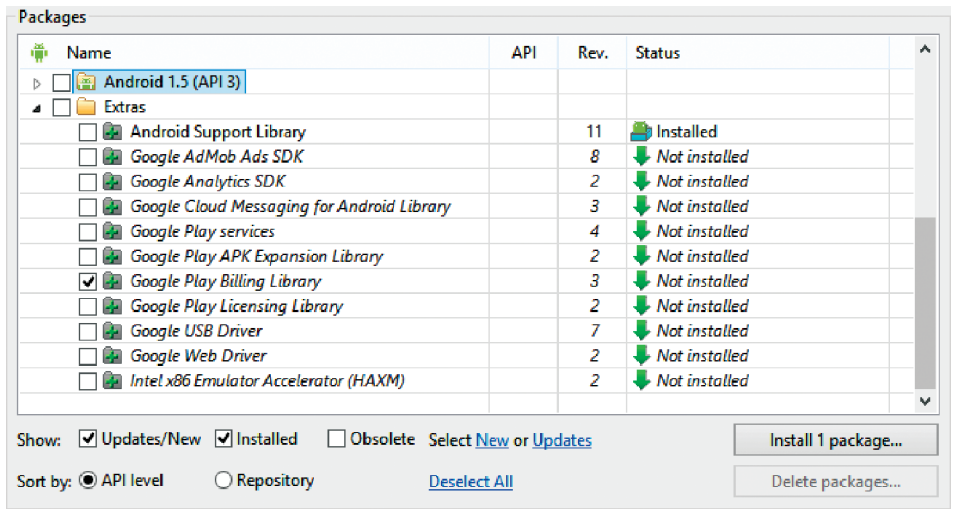 Packages
Name API Rev. Status
Android 1.5 (API 3)
Extras
Android Support Library 11 Installed
Google AdMob Ads SDK 8 Not installed
Google Analytics SDK 2 Not installed
Google Cloud Messaging for Android Library 3 Not installed
Google Play services 4 Not installed
Google Play APK Expansion Library 2 Not installed
Google Play Billing Library 3 Not installed
Google Play Licensing Library 2 Not installed
Google USB Driver 7 Not installed
Google Web Driver 2 Not installed
Intel x86 Emulator Accelerator (HAXM) 2 Not installed
Show: Updates/New Installed Obsolete Select New or Updates Install 1 package...
Sort by: API level Repository Deselect All Delete packages...